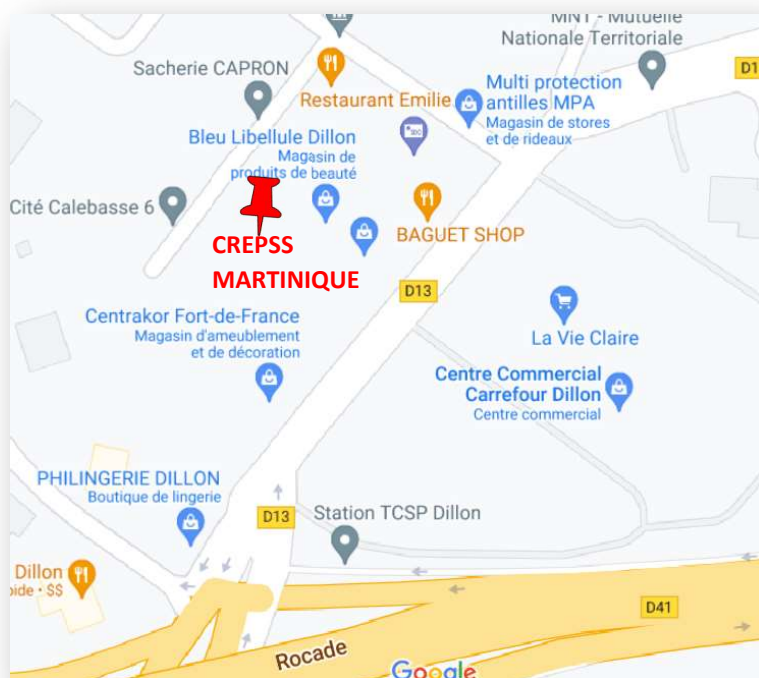 MNT - Mutuelle
Nationale Territoriale
D1
Sacherie CAPRON
Restaurant Emilie
Multi protection
antilles MPA
Magasin de stores
et de rideaux
Bleu Libellule Dillon
Magasin de
produits de beauté
Cité Calebasse 6
BAGUET SHOP
CREPSS
MARTINIQUE
D13
Centrakor Fort-de-France
Magasin d'ameublement
et de décoration
La Vie Claire
Centre Commercial
Carrefour Dillon
Centre commercial
PHILINGERIE DILLON
Boutique de lingerie
D13
Station TCSP Dillon
Dillon
ide • $$
D41
Rocade
Google